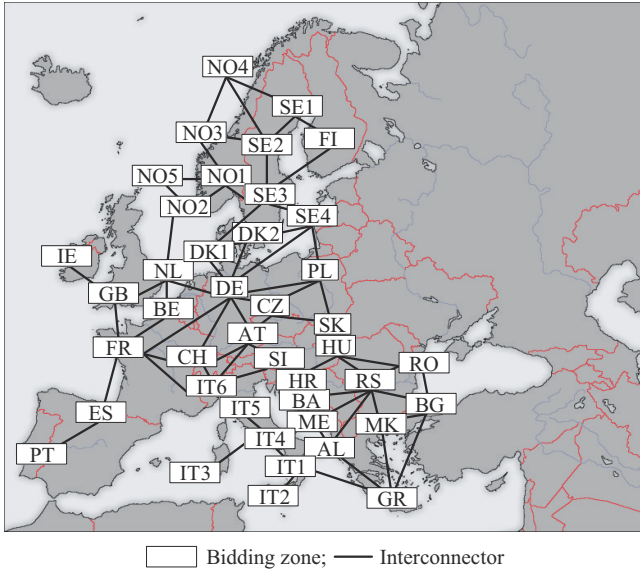 NO4
SE1
NO3
SE2
FI
NO5
NO1
NO2
SE3
SE4
DK2
IE
DK1
NL
PL
GB
DE
BE
CZ
SK
AT
FR
HU
CH
SI
RO
IT6
HR
RS
ES
IT5
BA
BG
ME
MK
IT4
PT
AL
IT3
IT1
IT2
GR
Bidding zone; Interconnector